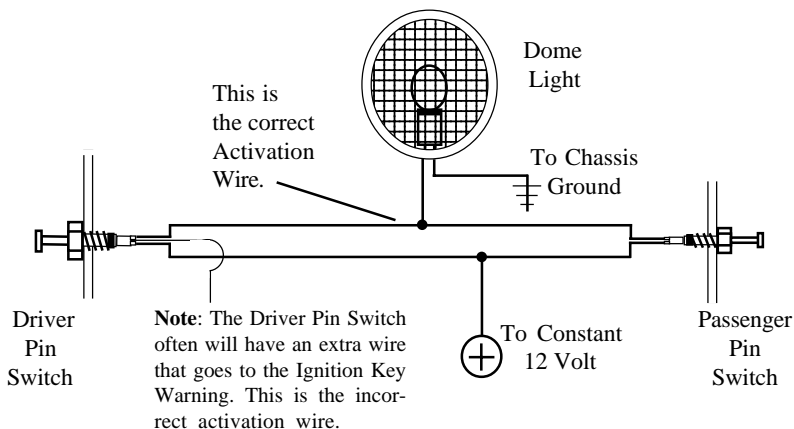 Dome
Light
This is
the correct
Activation
Wire.
To Chassis
Ground
Driver
Pin
Switch
Note: The Driver Pin Switch
often will have an extra wire
that goes to the Ignition Key
Warning. This is the incor-
rect activation wire.
To Constant
12 Volt
Passenger
Pin
Switch